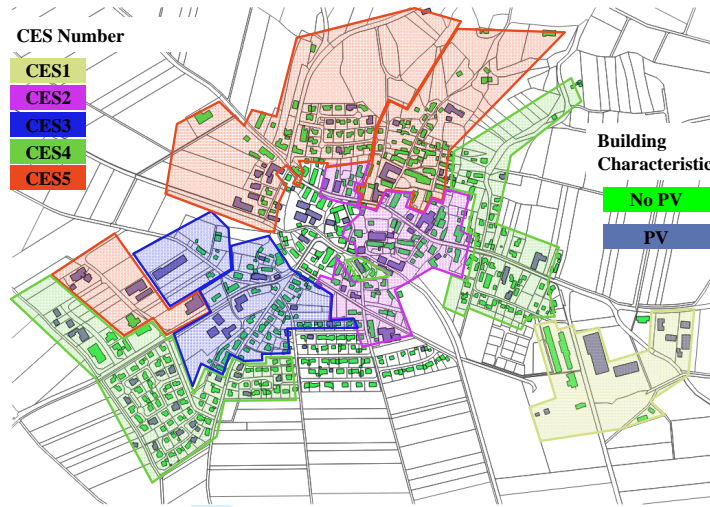 CES Number
CES1
CES2
CES3
CES4
CES5
Building
Characteristic
No PV
PV